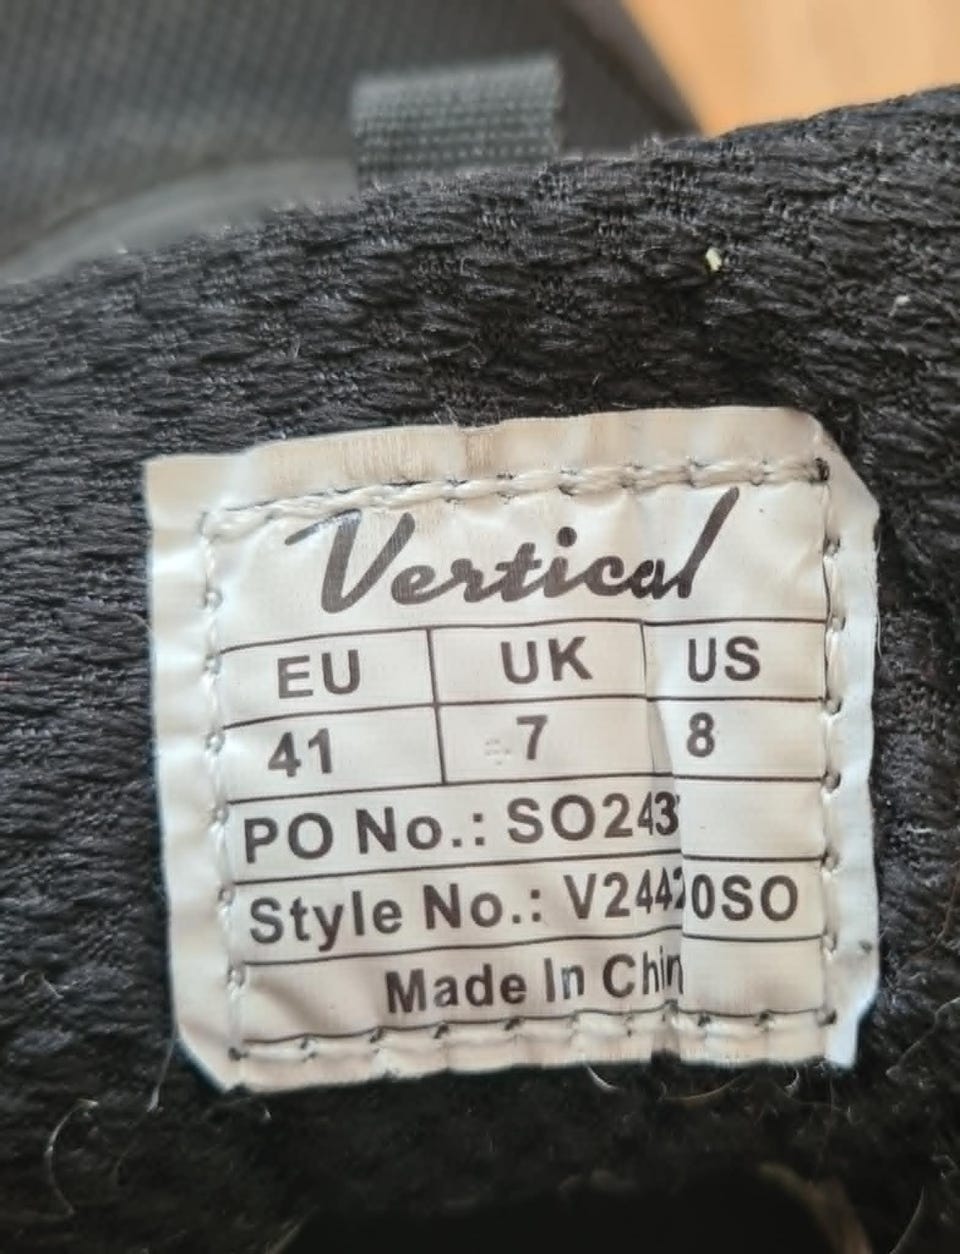 Vertical
EU UK US
41 7 8
PO No.: SO243
Style No.: V24420SO
Made In Chin